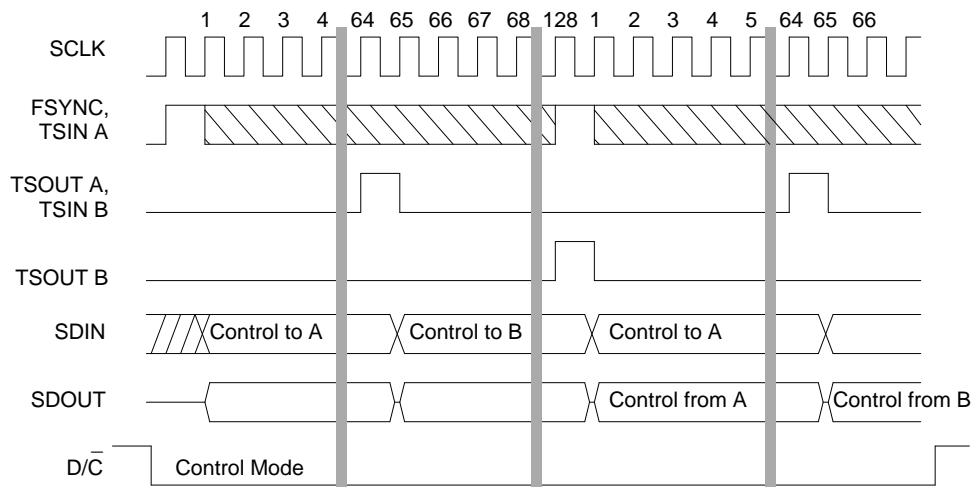 1 2 3 4 64 65 66 67 68 128 1 2 3 4 5 64 65 66
SCLK
FSYNC,
TSIN A
TSOUT A,
TSIN B
TSOUT B
SDIN Control to A Control to B Control to A
SDOUT Control from A Control from B
D/C̅ Control Mode